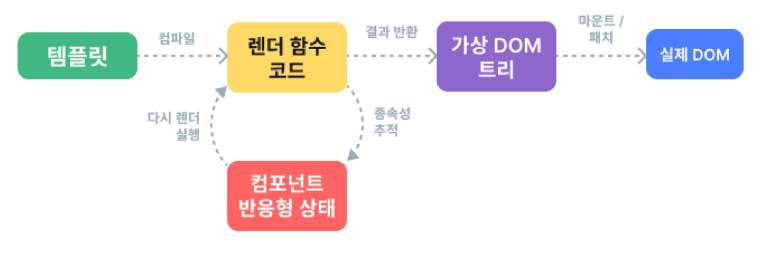 템플릿
컴파일
렌더 함수
코드
결과 반환
가상 DOM
트리
마운트 /
패치
실제 DOM
다시 렌더
실행
종속성
추적
컴포넌트
반응형 상태